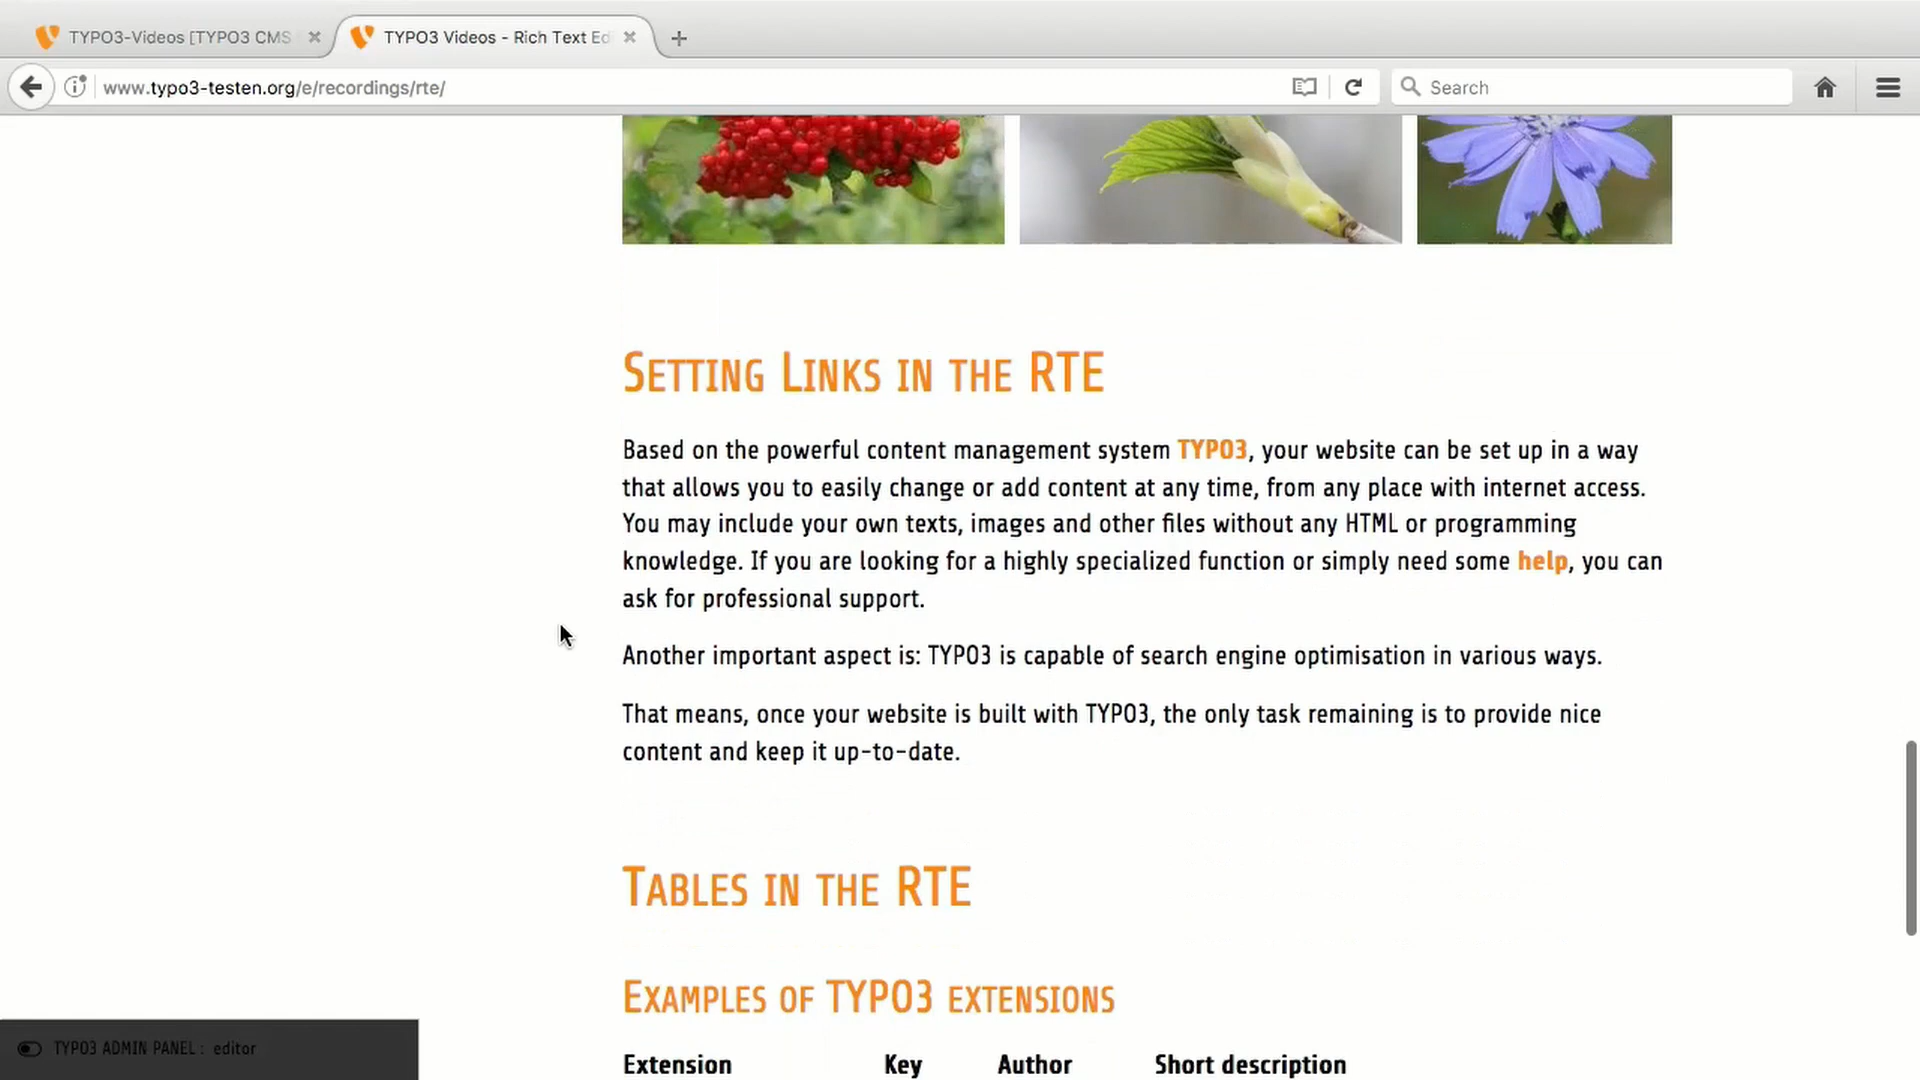 TYPO3-Videos [TYPO3 CMS
TYPO3 Videos - Rich Text Ed
www.typo3-testen.org/e/recordings/rte/
Search
SETTING LINKS IN THE RTE
Based on the powerful content management system TYPO3, your website can be set up in a way
that allows you to easily change or add content at any time, from any place with internet access.
You may include your own texts, images and other files without any HTML or programming
knowledge. If you are looking for a highly specialized function or simply need some help, you can
ask for professional support.
Another important aspect is: TYPO3 is capable of search engine optimisation in various ways.
That means, once your website is built with TYPO3, the only task remaining is to provide nice
content and keep it up-to-date.
TABLES IN THE RTE
EXAMPLES OF TYPO3 EXTENSIONS
Extension Key Author Short description
TYPO3 ADMIN PANEL : editor